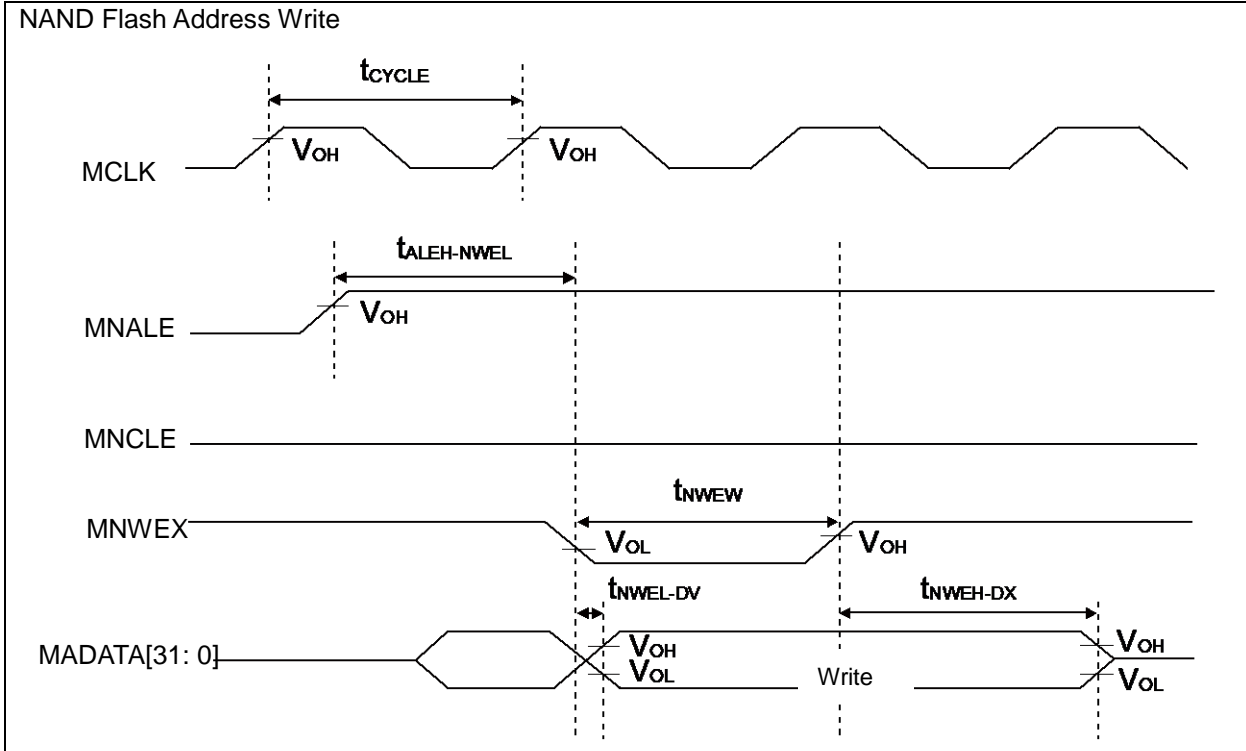 NAND Flash Address Write
tCYCLE
VOH VOH
MCLK
tALEH-NWEL
VOH
MNALE
MNCLE
tNWEW
MNWEX
VOL VOH
tNWEL-DV tNWEH-DX
VOH VOH
MADATA[31: 0]
VOL Write VOL